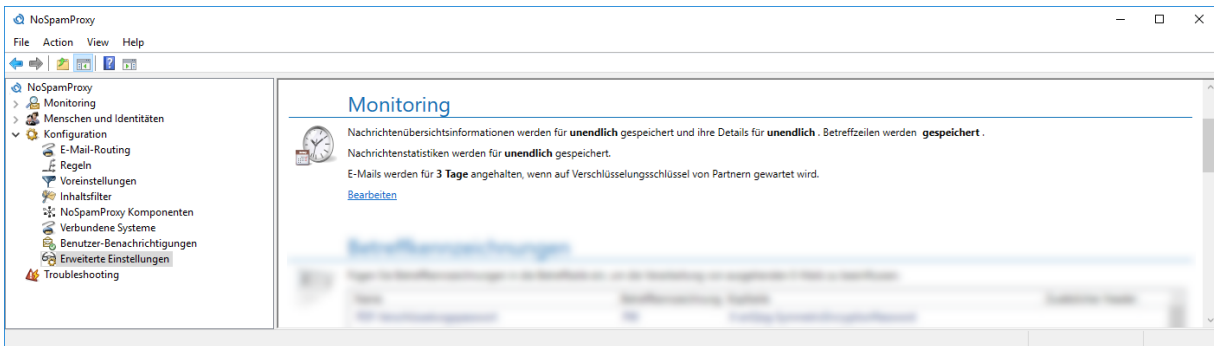 NoSpamProxy
File Action View Help
NoSpamProxy
Monitoring
Menschen und Identitäten
Konfiguration
E-Mail-Routing
Regeln
Voreinstellungen
Inhaltsfilter
NoSpamProxy Komponenten
Verbundene Systeme
Benutzer-Benachrichtigungen
Erweiterte Einstellungen
Troubleshooting
Monitoring
Nachrichtenübersichtsinformationen werden für unendlich gespeichert und ihre Details für unendlich . Betreffzeilen werden gespeichert .
Nachrichtenstatistiken werden für unendlich gespeichert.
E-Mails werden für 3 Tage angehalten, wenn auf Verschlüsselungsschlüssel von Partnern gewartet wird.
Bearbeiten
Betreffkennzeichnungen